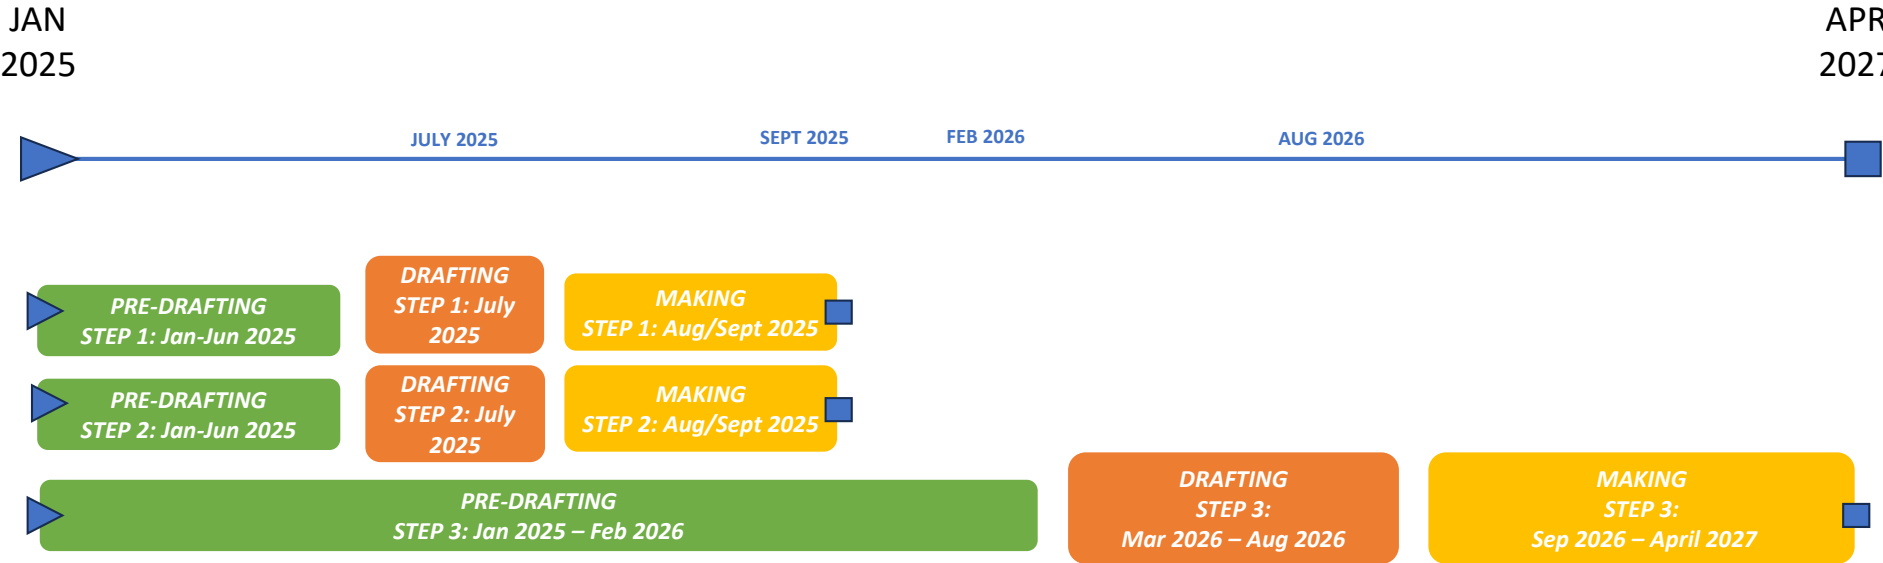 JAN
2025
APR
2027
JULY 2025
SEPT 2025
FEB 2026
AUG 2026
PRE-DRAFTING
STEP 1: Jan-Jun 2025
DRAFTING
STEP 1: July
2025
MAKING
STEP 1: Aug/Sept 2025
PRE-DRAFTING
STEP 2: Jan-Jun 2025
DRAFTING
STEP 2: July
2025
MAKING
STEP 2: Aug/Sept 2025
PRE-DRAFTING
STEP 3: Jan 2025 – Feb 2026
DRAFTING
STEP 3:
Mar 2026 – Aug 2026
MAKING
STEP 3:
Sep 2026 – April 2027